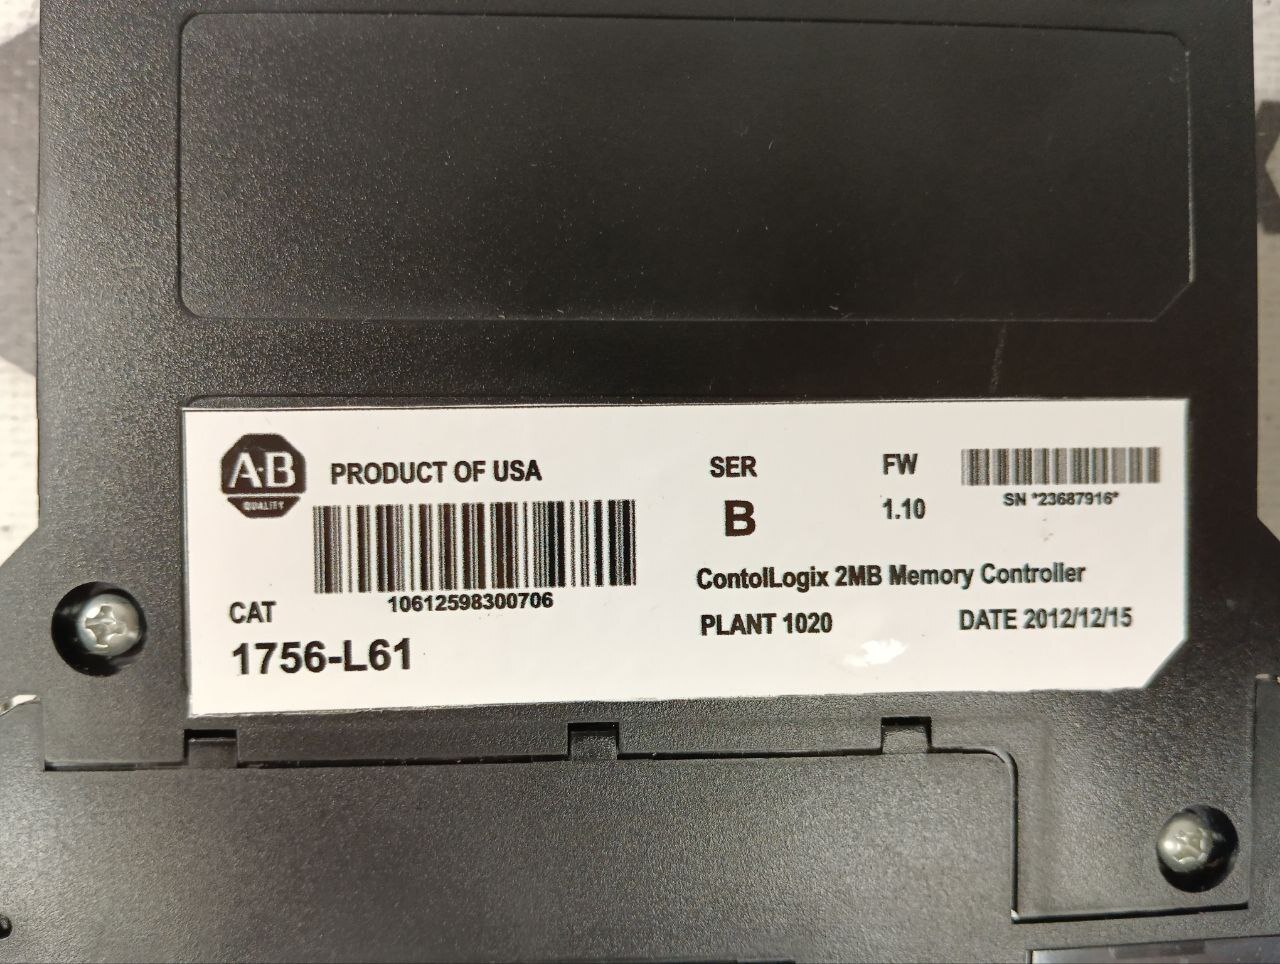 A·B
QUALITY
PRODUCT OF USA
10612598300706
CAT
1756-L61
SER
B
FW
1.10
SN *23687916*
ContolLogix 2MB Memory Controller
PLANT 1020
DATE 2012/12/15